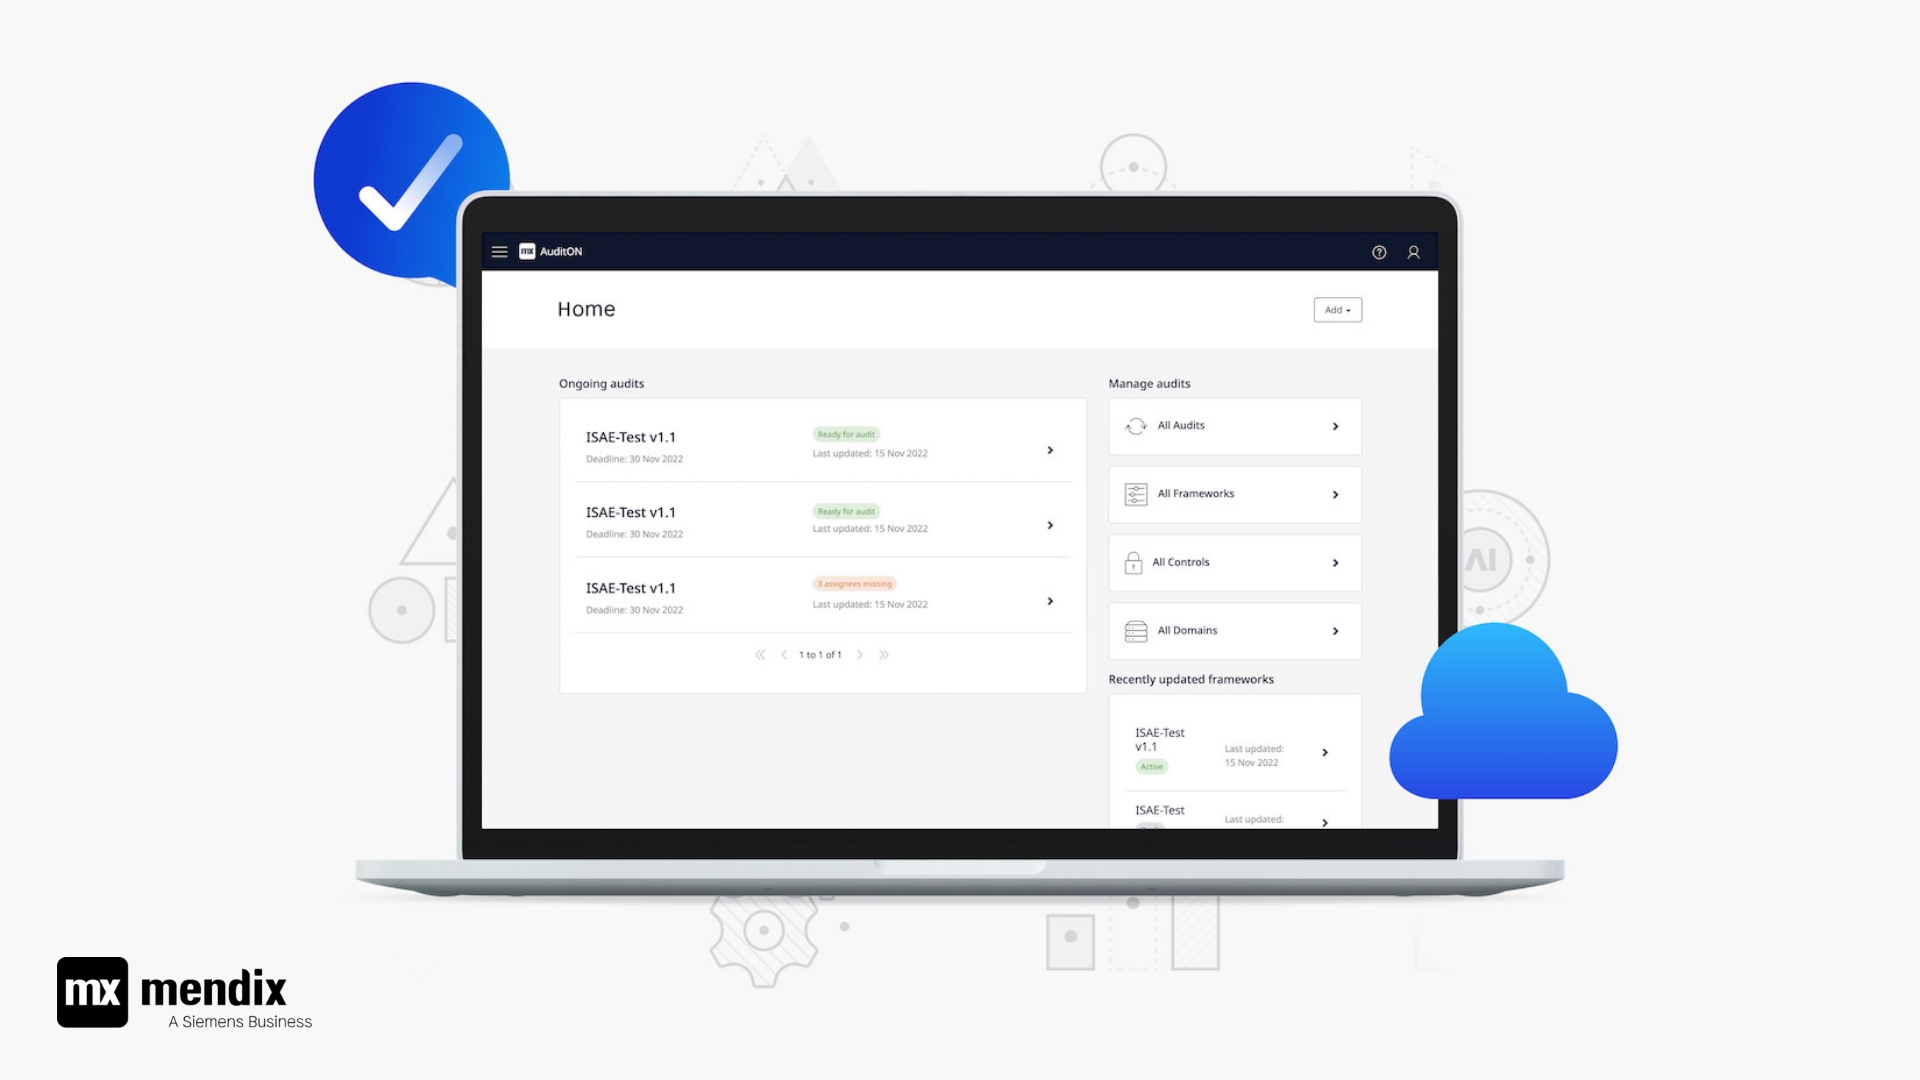 mx AuditON
Home
Add
Ongoing audits
ISAE-Test v1.1
Deadline: 30 Nov 2022
Ready for audit
Last updated: 15 Nov 2022
ISAE-Test v1.1
Deadline: 30 Nov 2022
Ready for audit
Last updated: 15 Nov 2022
ISAE-Test v1.1
Deadline: 30 Nov 2022
3 assignees missing
Last updated: 15 Nov 2022
1 to 1 of 1
Manage audits
All Audits
All Frameworks
All Controls
All Domains
Recently updated frameworks
ISAE-Test
v1.1
Active
Last updated:
15 Nov 2022
ISAE-Test
Last updated:
AI
mx mendix
A Siemens Business